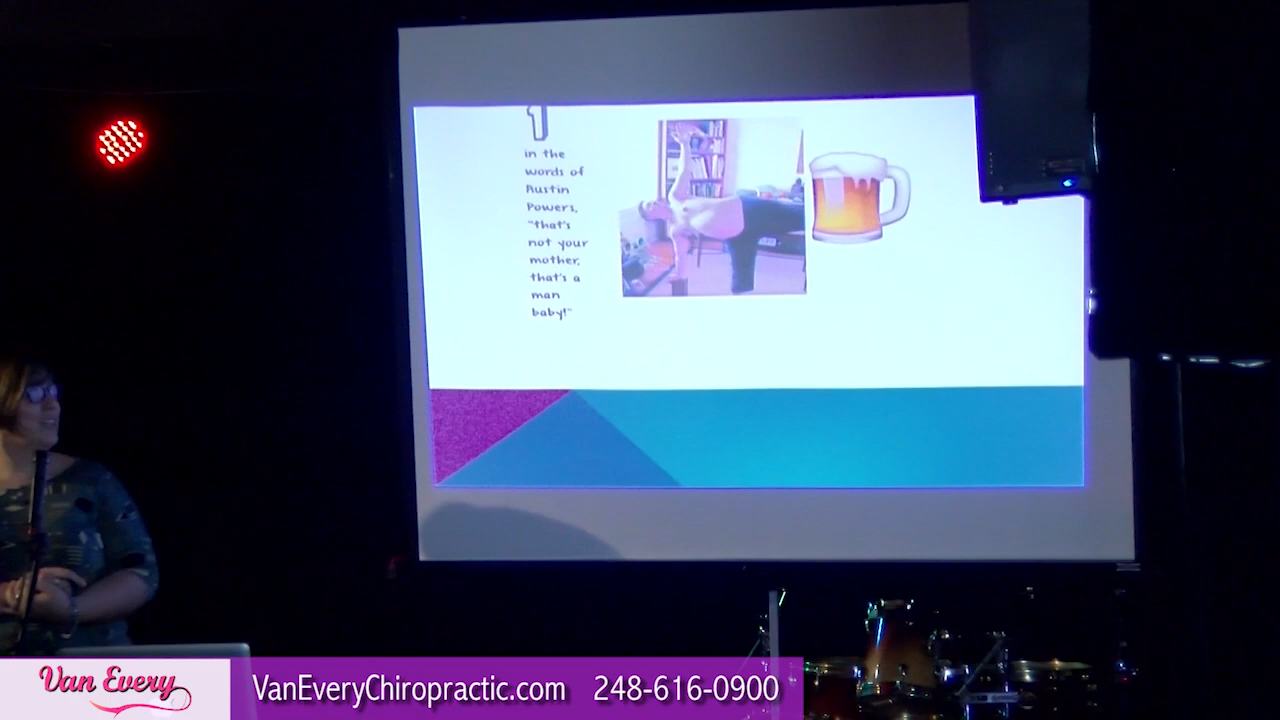 1
in the
words of
Austin
Powers,
"that's
not your
mother,
that's a
man
baby!"
Van Every
VanEveryChiropractic.com 248-616-0900